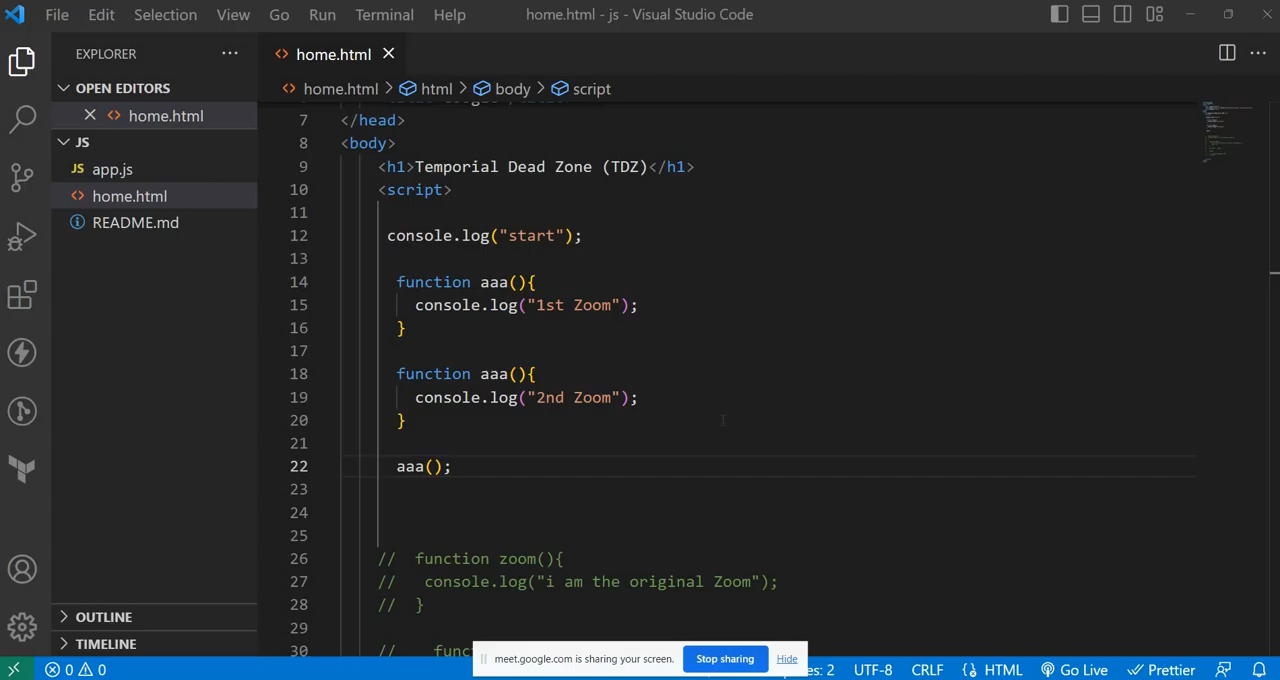 File Edit Selection View Go Run Terminal Help home.html - js - Visual Studio Code
EXPLORER ··· home.html
OPEN EDITORS home.html > html > body > script
home.html
JS
JS app.js
home.html
README.md
7 </head>
8 <body>
9 <h1>Temporial Dead Zone (TDZ)</h1>
10 <script>
11
12 console.log("start");
13
14 function aaa(){
15 console.log("1st Zoom");
16 }
17
18 function aaa(){
19 console.log("2nd Zoom");
20 }
21
22 aaa();
23
24
25
26 // function zoom(){
27 // console.log("i am the original Zoom");
28 // }
29
30 //
OUTLINE
TIMELINE
meet.google.com is sharing your screen. Stop sharing Hide
0 0 2 UTF-8 CRLF {} HTML Go Live Prettier